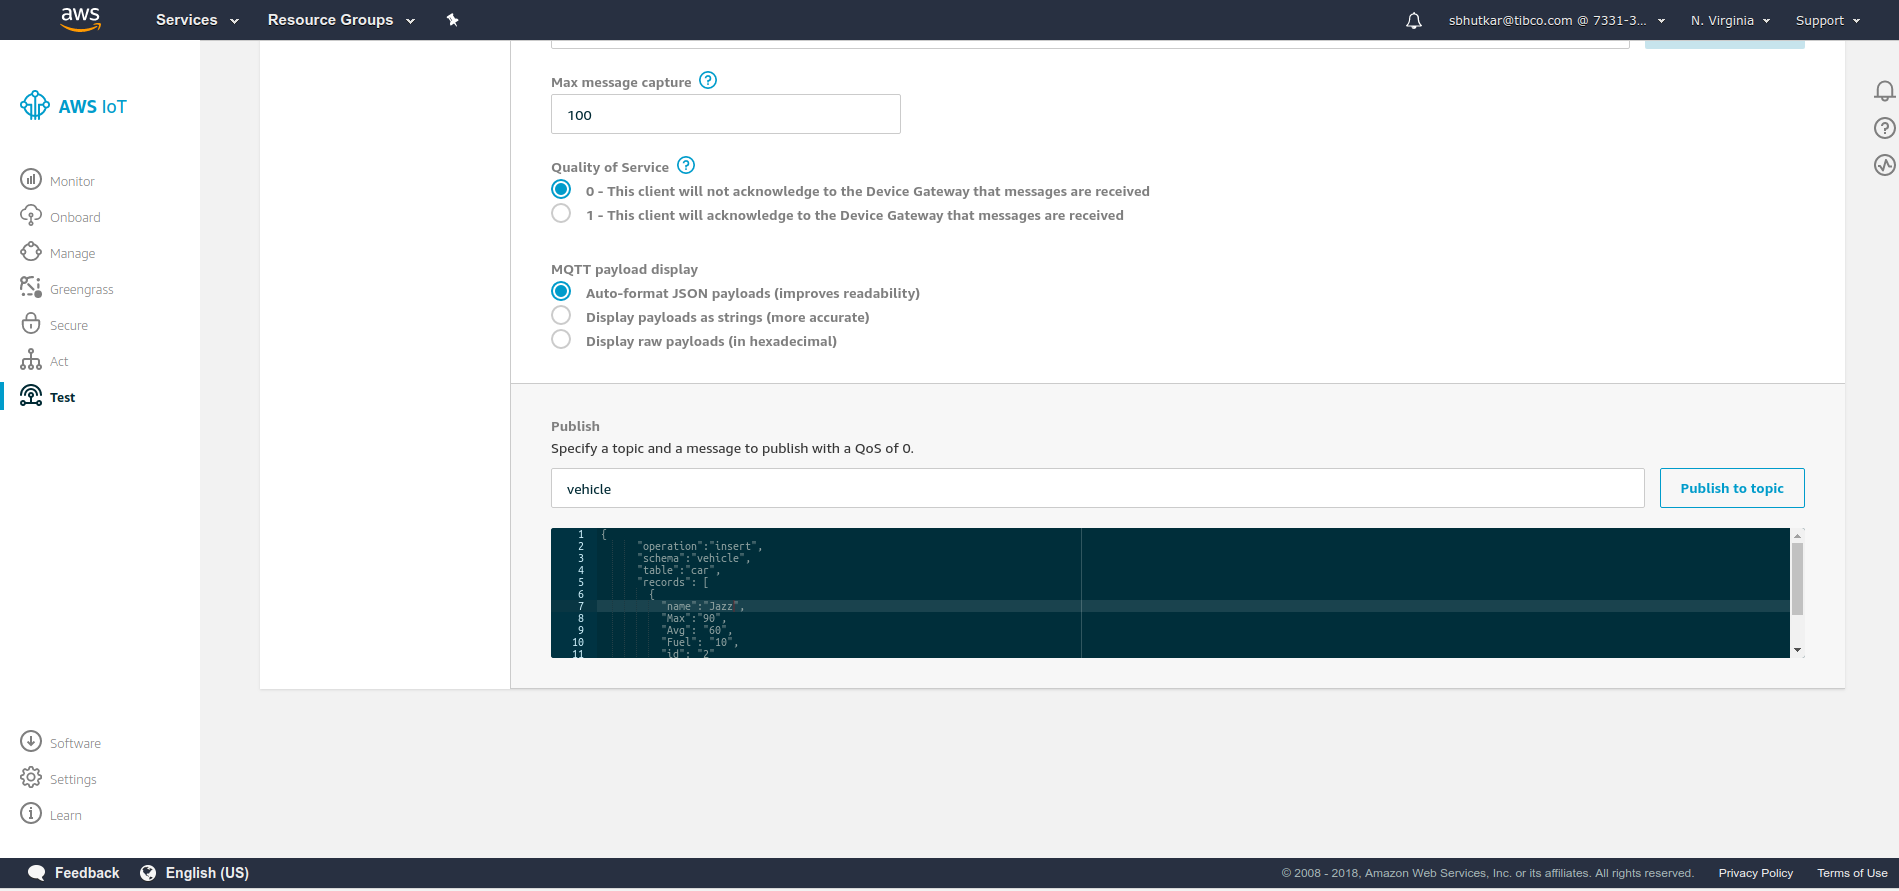 aws Services Resource Groups sbhutkar@tibco.com @ 7331-3... N. Virginia Support
AWS IoT
Monitor
Onboard
Manage
Greengrass
Secure
Act
Test
Software
Settings
Learn
Max message capture ?
100
Quality of Service ?
0 - This client will not acknowledge to the Device Gateway that messages are received
1 - This client will acknowledge to the Device Gateway that messages are received
MQTT payload display
Auto-format JSON payloads (improves readability)
Display payloads as strings (more accurate)
Display raw payloads (in hexadecimal)
Publish
Specify a topic and a message to publish with a QoS of 0.
vehicle Publish to topic
1 {
2 "operation":"insert",
3 "schema":"vehicle",
4 "table":"car",
5 "records": [
6 {
7 "name":"Jazz",
8 "Max":"90",
9 "Avg": "60",
10 "Fuel": "10",
11 "id": "2"
Feedback English (US) © 2008 - 2018, Amazon Web Services, Inc. or its affiliates. All rights reserved. Privacy Policy Terms of Use